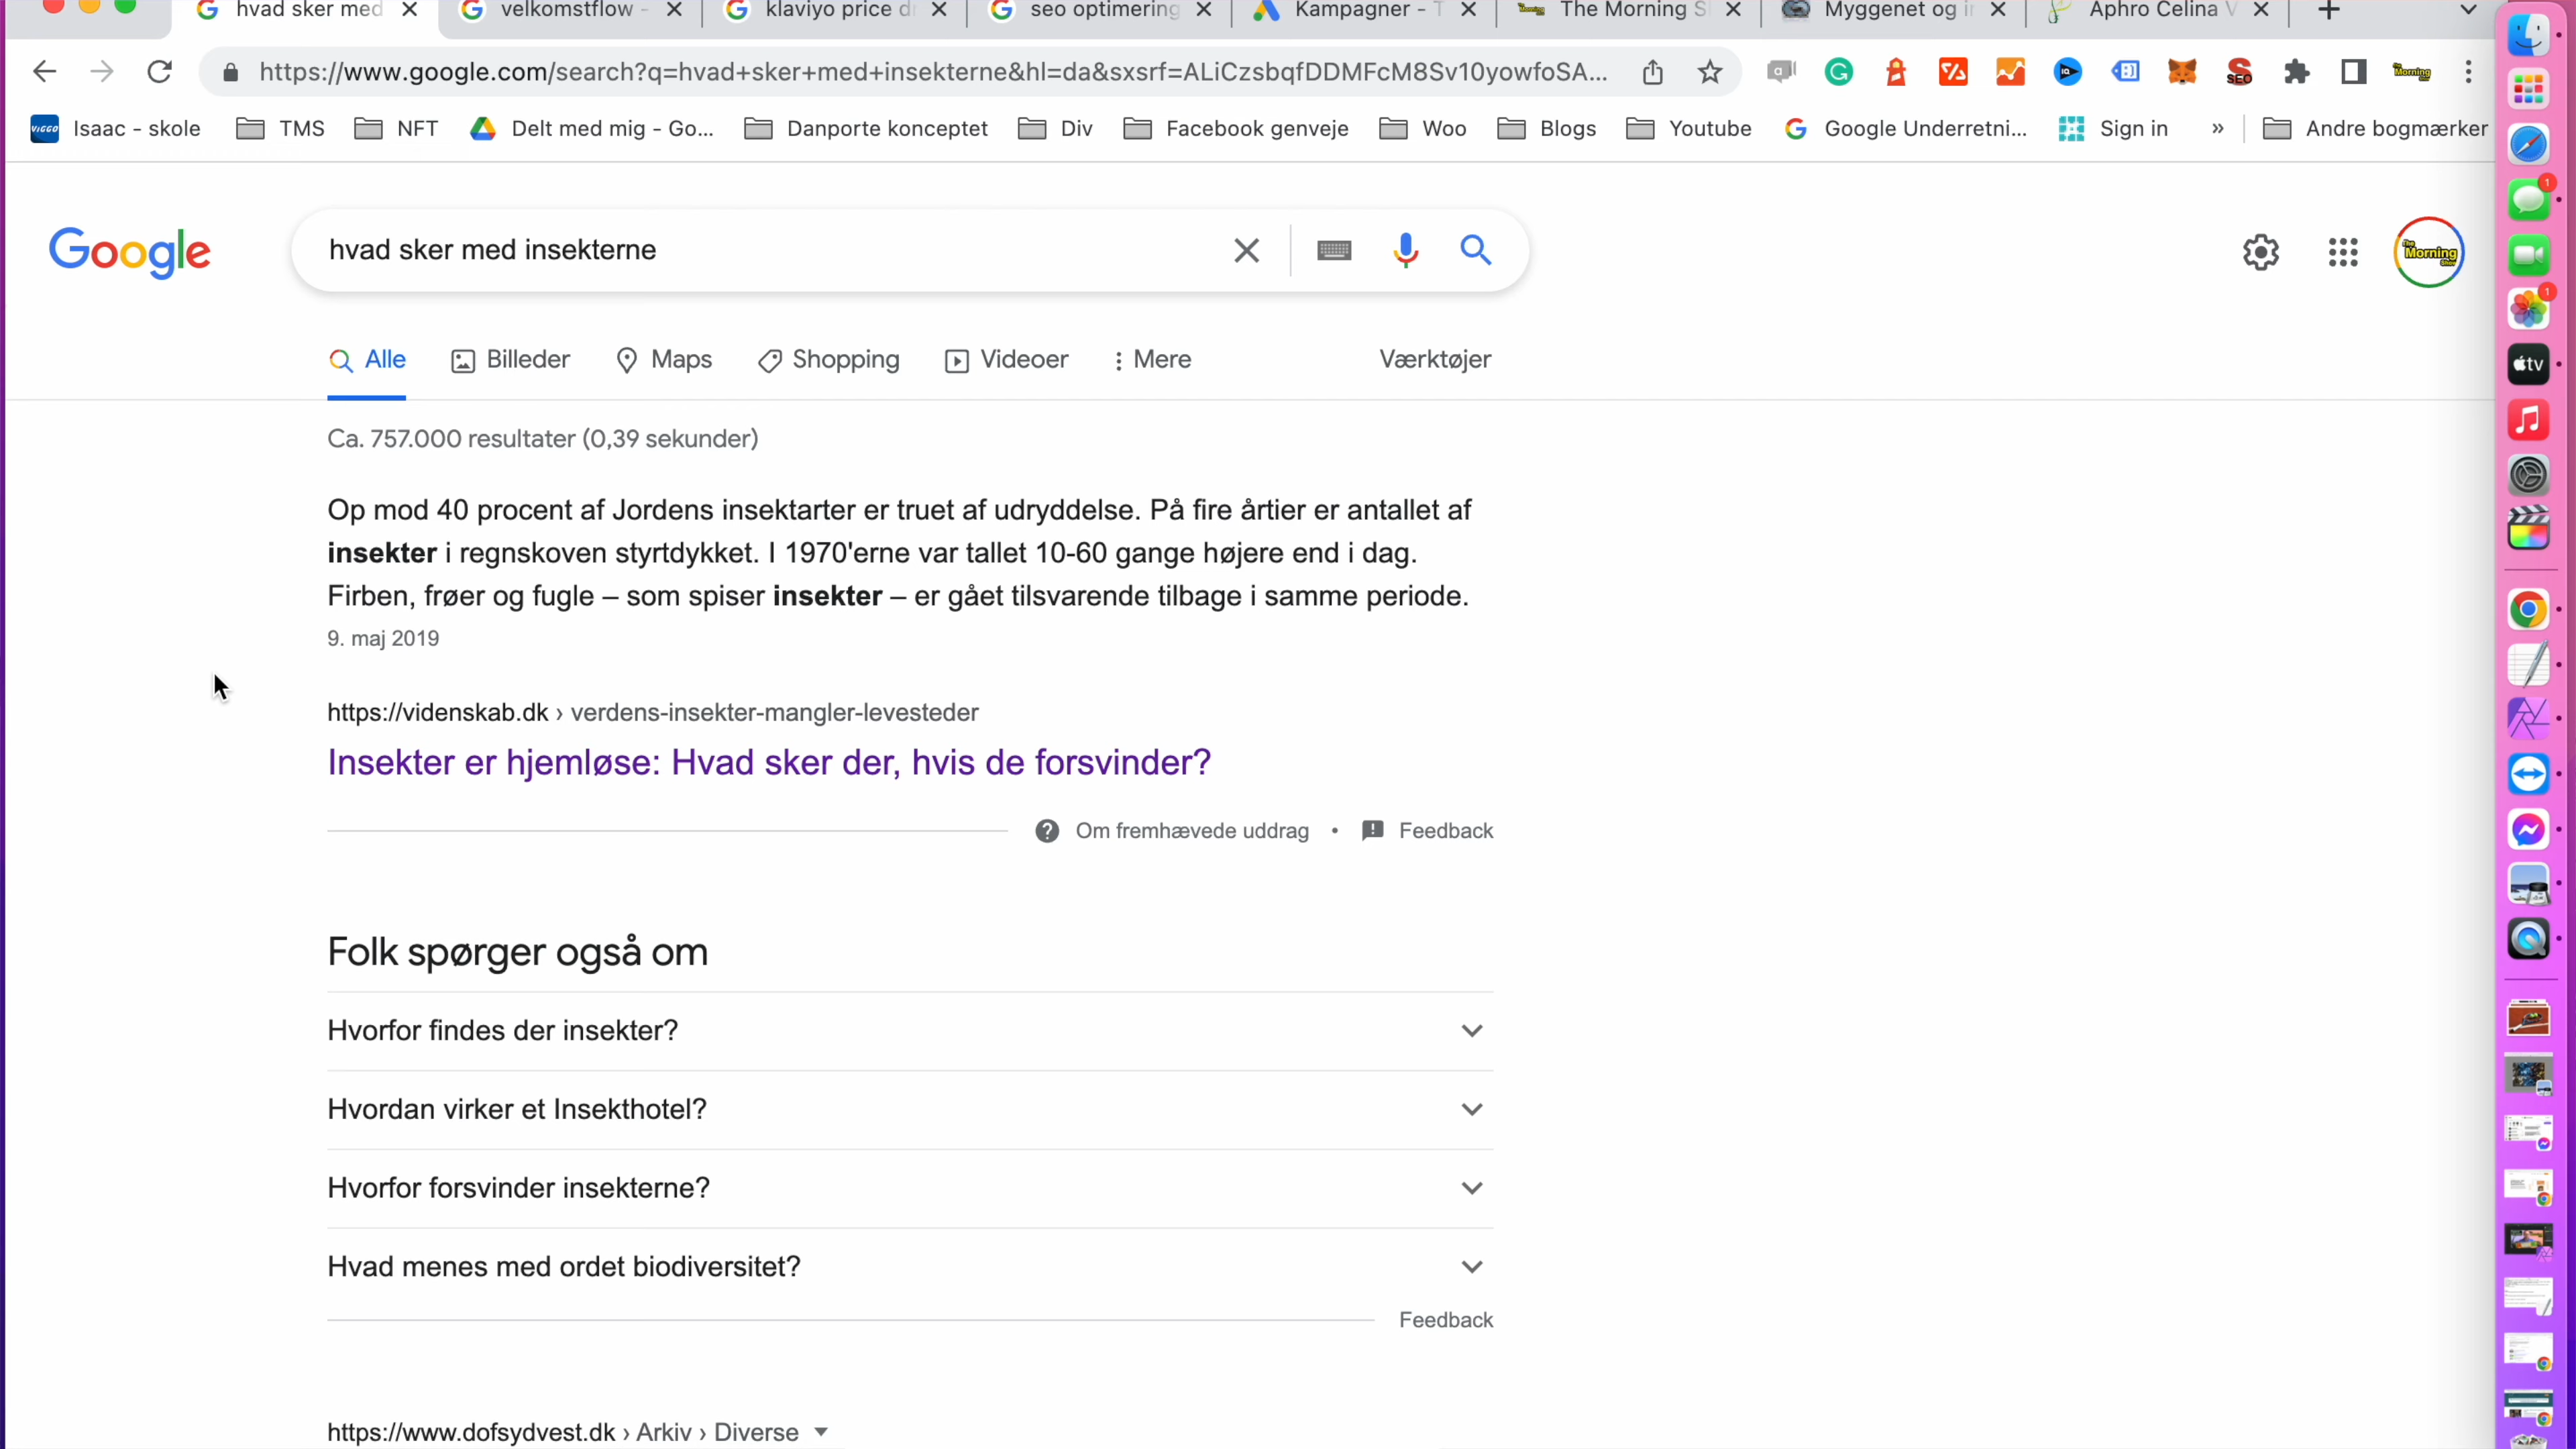 hvad sker med
velkomstflow -
klaviyo price d
seo optimering
Kampagner - T
The Morning S
Myggenet og i
Aphro Celina V
https://www.google.com/search?q=hvad+sker+med+insekterne&hl=da&sxsrf=ALiCzsbqfDDMFcM8Sv10yowfoSA...
Isaac - skole
TMS
NFT
Delt med mig - Go...
Danporte konceptet
Div
Facebook genveje
Woo
Blogs
Youtube
Google Underretni...
Sign in
»
Andre bogmærker
Google
hvad sker med insekterne
The Morning Show
Alle
Billeder
Maps
Shopping
Videoer
Mere
Værktøjer
Ca. 757.000 resultater (0,39 sekunder)
Op mod 40 procent af Jordens insektarter er truet af udryddelse. På fire årtier er antallet af
insekter i regnskoven styrtdykket. I 1970'erne var tallet 10-60 gange højere end i dag.
Firben, frøer og fugle – som spiser insekter – er gået tilsvarende tilbage i samme periode.
9. maj 2019
https://videnskab.dk › verdens-insekter-mangler-levesteder
Insekter er hjemløse: Hvad sker der, hvis de forsvinder?
Om fremhævede uddrag • Feedback
Folk spørger også om
Hvorfor findes der insekter?
Hvordan virker et Insekthotel?
Hvorfor forsvinder insekterne?
Hvad menes med ordet biodiversitet?
Feedback
https://www.dofsydvest.dk › Arkiv › Diverse
tv